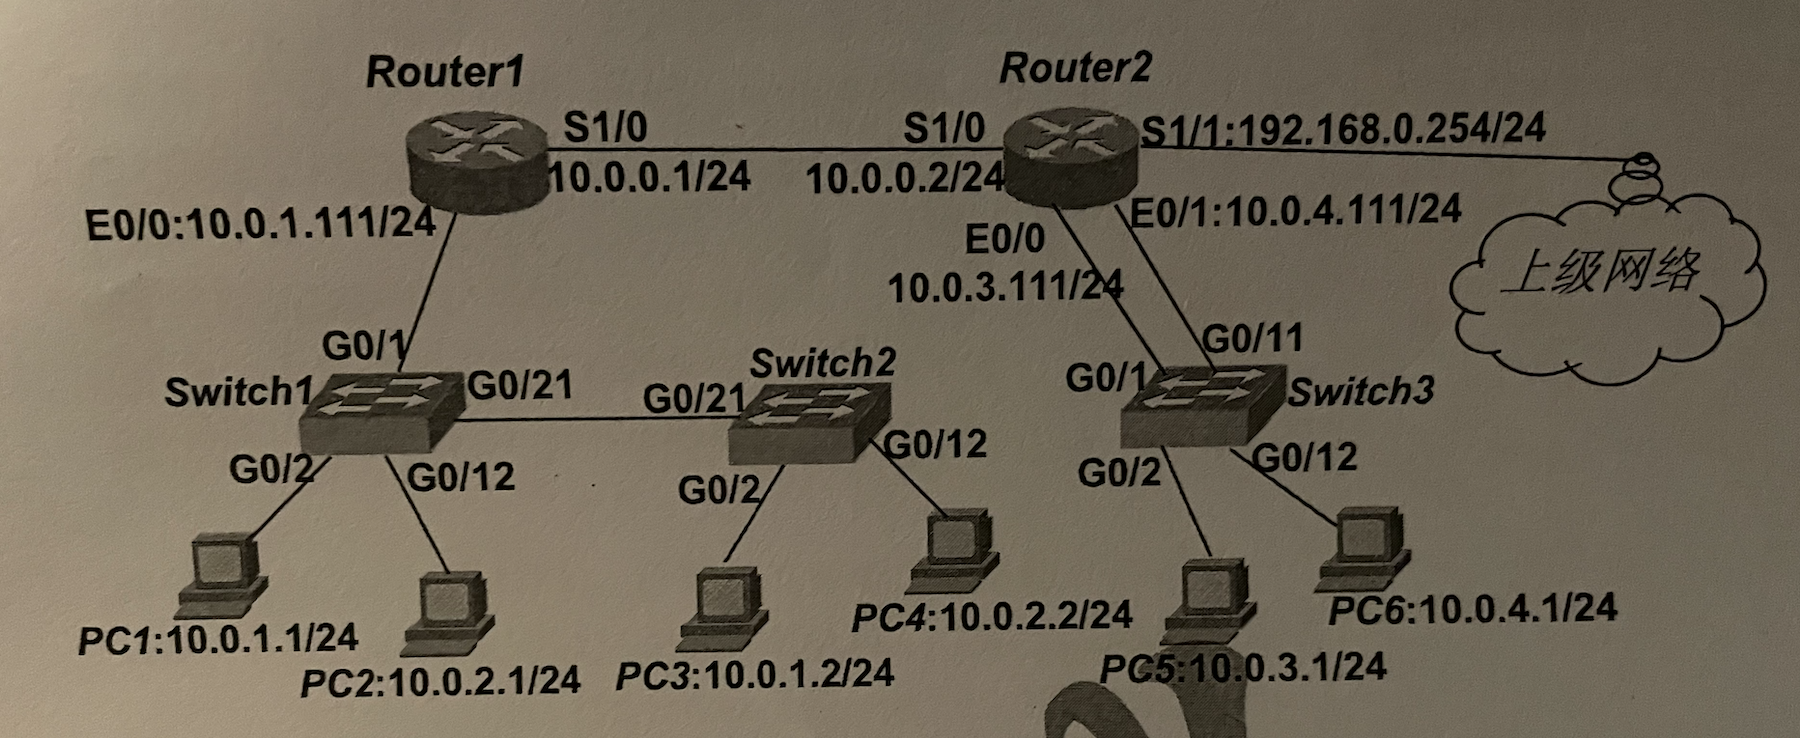 Router1
Router2
S1/0
S1/0
S1/1:192.168.0.254/24
10.0.0.1/24
10.0.0.2/24
E0/0:10.0.1.111/24
E0/1:10.0.4.111/24
E0/0
10.0.3.111/24
上级网络
G0/1
G0/11
Switch1
G0/21
G0/21
Switch2
G0/1
Switch3
G0/2
G0/12
G0/2
G0/12
G0/2
G0/12
PC1:10.0.1.1/24
PC2:10.0.2.1/24
PC3:10.0.1.2/24
PC4:10.0.2.2/24
PC5:10.0.3.1/24
PC6:10.0.4.1/24